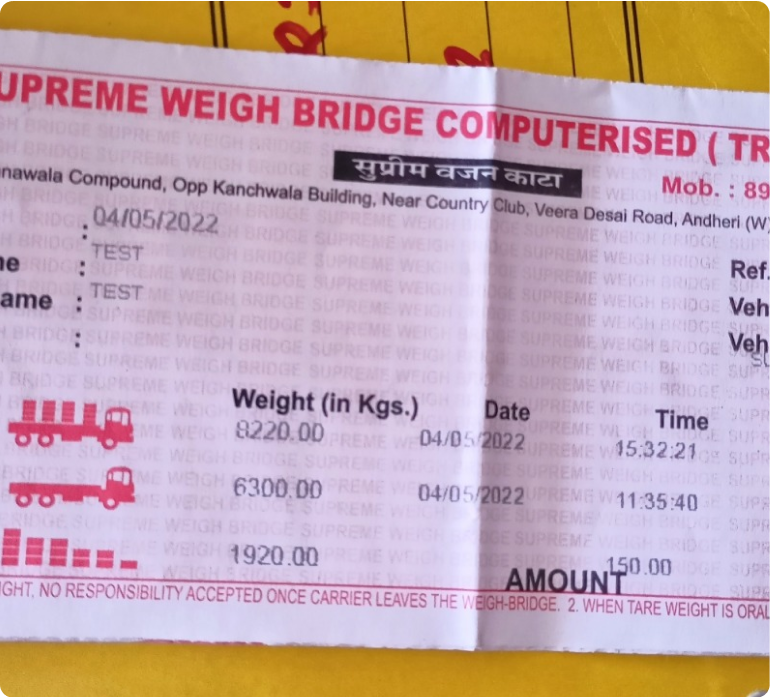 UPREME WEIGH BRIDGE COMPUTERISED ( TR
सुप्रीम वजन काटा
Mob. : 89
nawala Compound, Opp Kanchwala Building, Near Country Club, Veera Desai Road, Andheri (W)
: 04/05/2022
: TEST
Ref.
ame : TEST
Veh
:
Veh
Weight (in Kgs.) Date Time
8220.00 04/05/2022 15:32:21
6300.00 04/05/2022 11:35:40
1920.00
AMOUNT 150.00
IGHT, NO RESPONSIBILITY ACCEPTED ONCE CARRIER LEAVES THE WEIGH-BRIDGE. 2. WHEN TARE WEIGHT IS ORAL